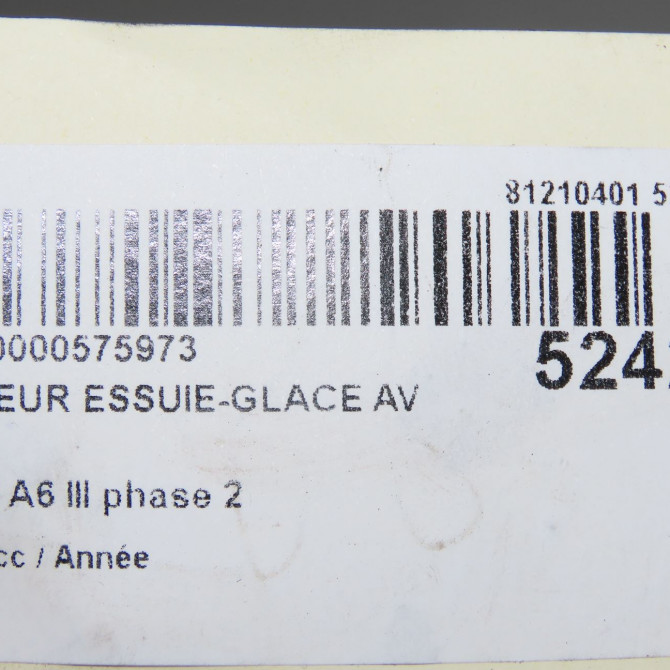 81210401 5
0000575973
524
EUR ESSUIE-GLACE AV
A6 III phase 2
cc / Année